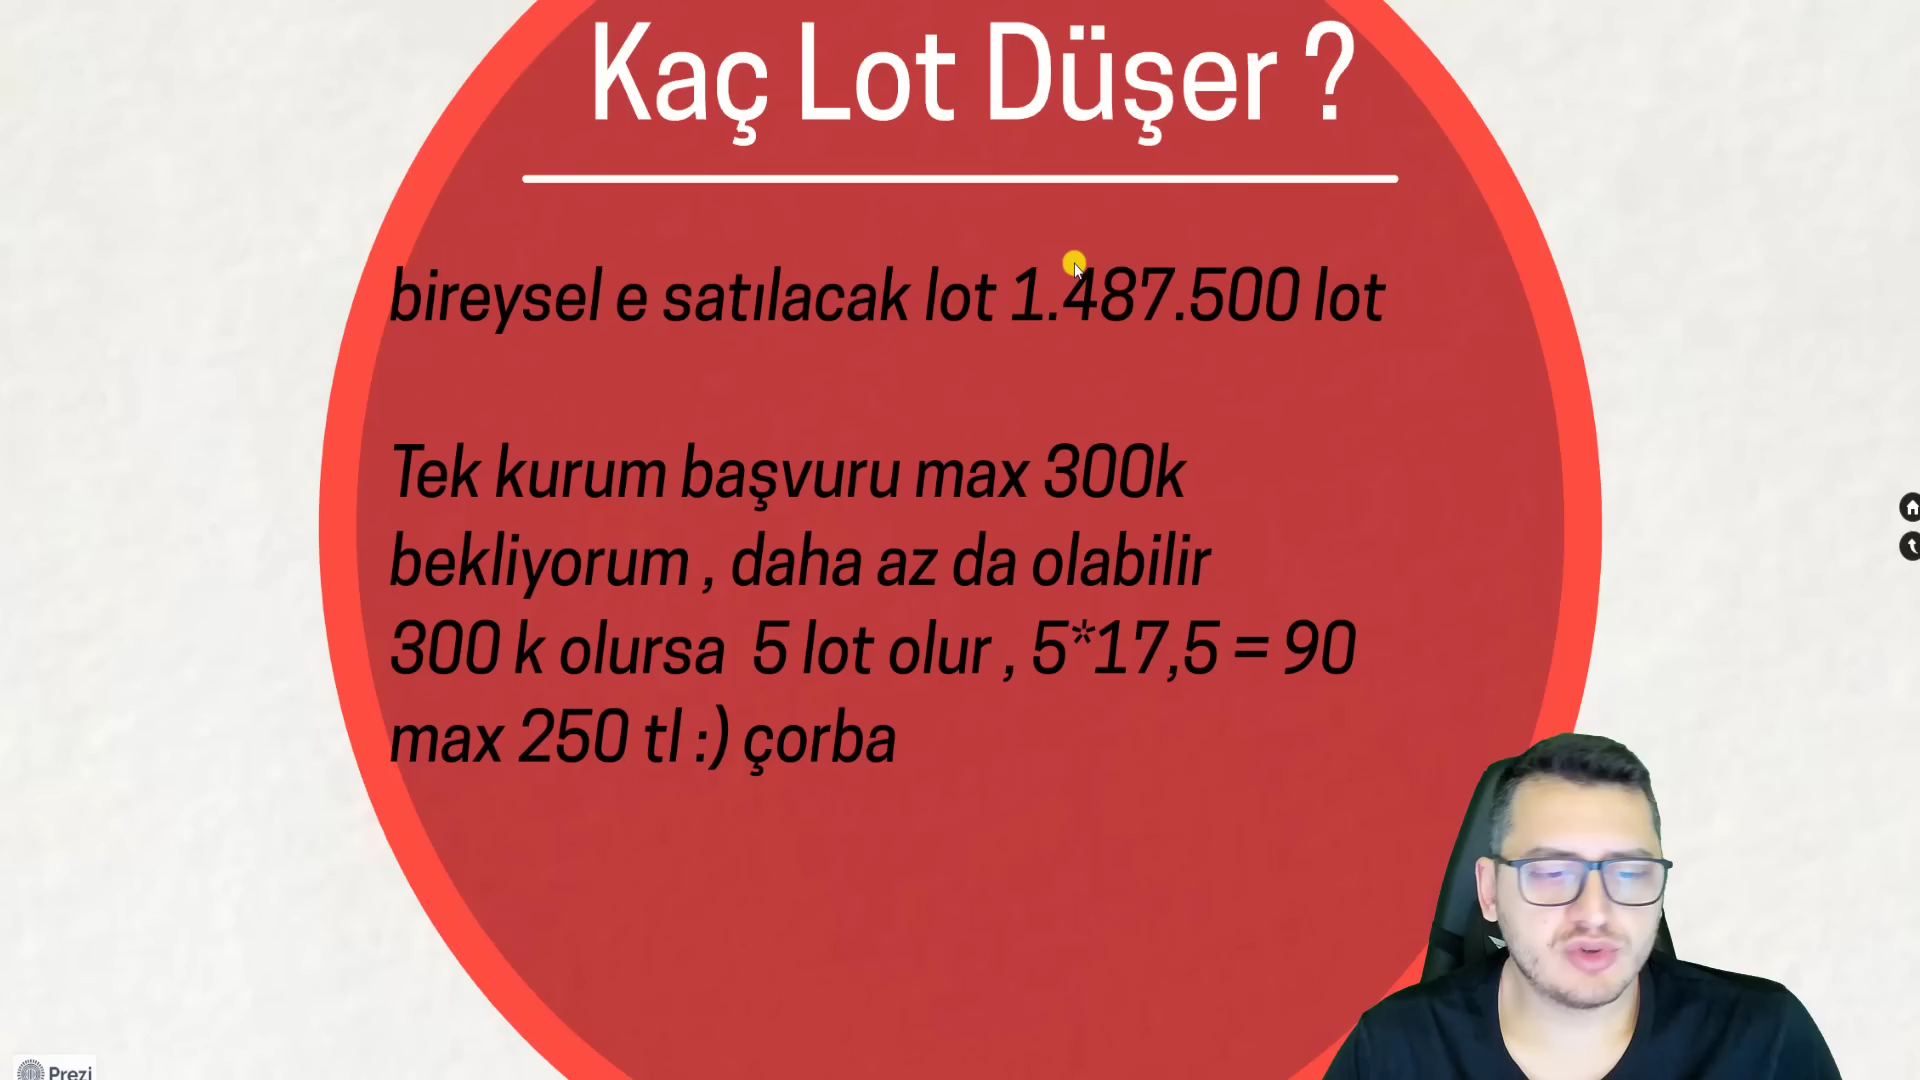 Kaç Lot Düşer ?
bireysel e satılacak lot 1.487.500 lot
Tek kurum başvuru max 300k
bekliyorum , daha az da olabilir
300 k olursa 5 lot olur , 5*17,5 = 90
max 250 tl :) çorba
Prezi